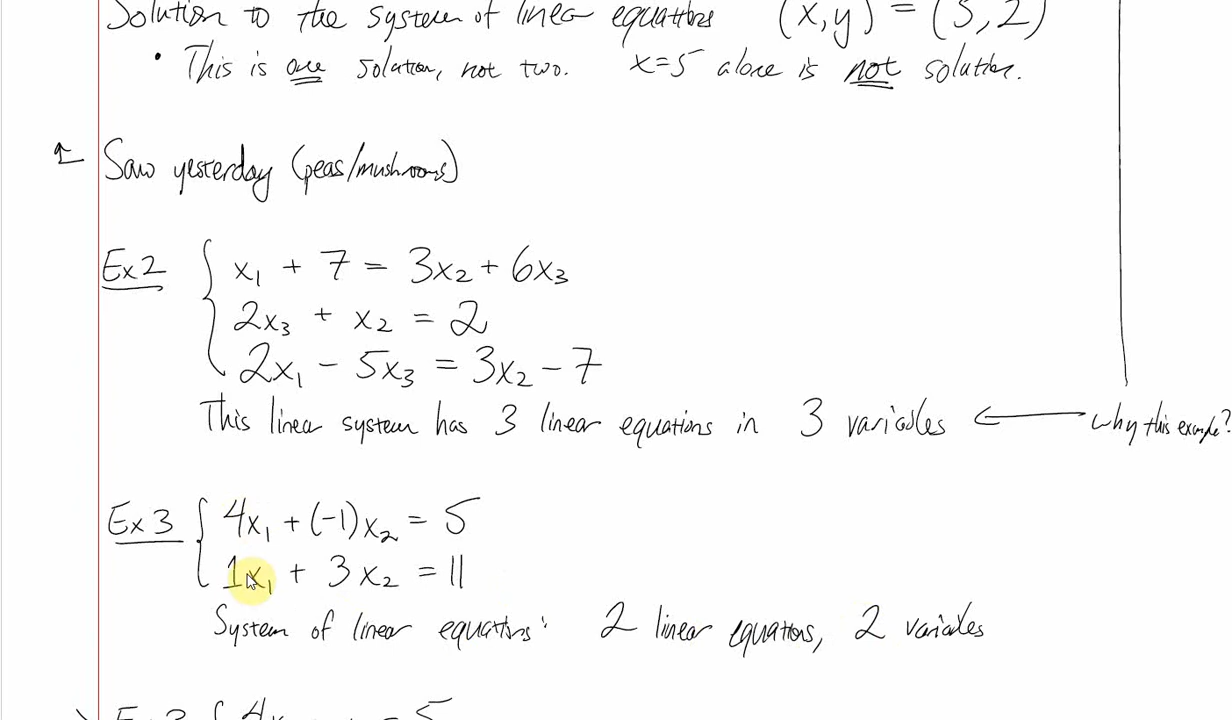 Solution to the system of linear equations (x,y) = (5,2)
• This is one solution, not two. x=5 alone is not solution.
Saw yesterday (peas/mushrooms)
Ex2 { x₁ + 7 = 3x₂ + 6x₃
2x₃ + x₂ = 2
2x₁ − 5x₃ = 3x₂ − 7
This linear system has 3 linear equations in 3 variables ← why this example?
Ex 3 { 4x₁ + (−1)x₂ = 5
1x₁ + 3x₂ = 11
System of linear equations: 2 linear equations, 2 variables